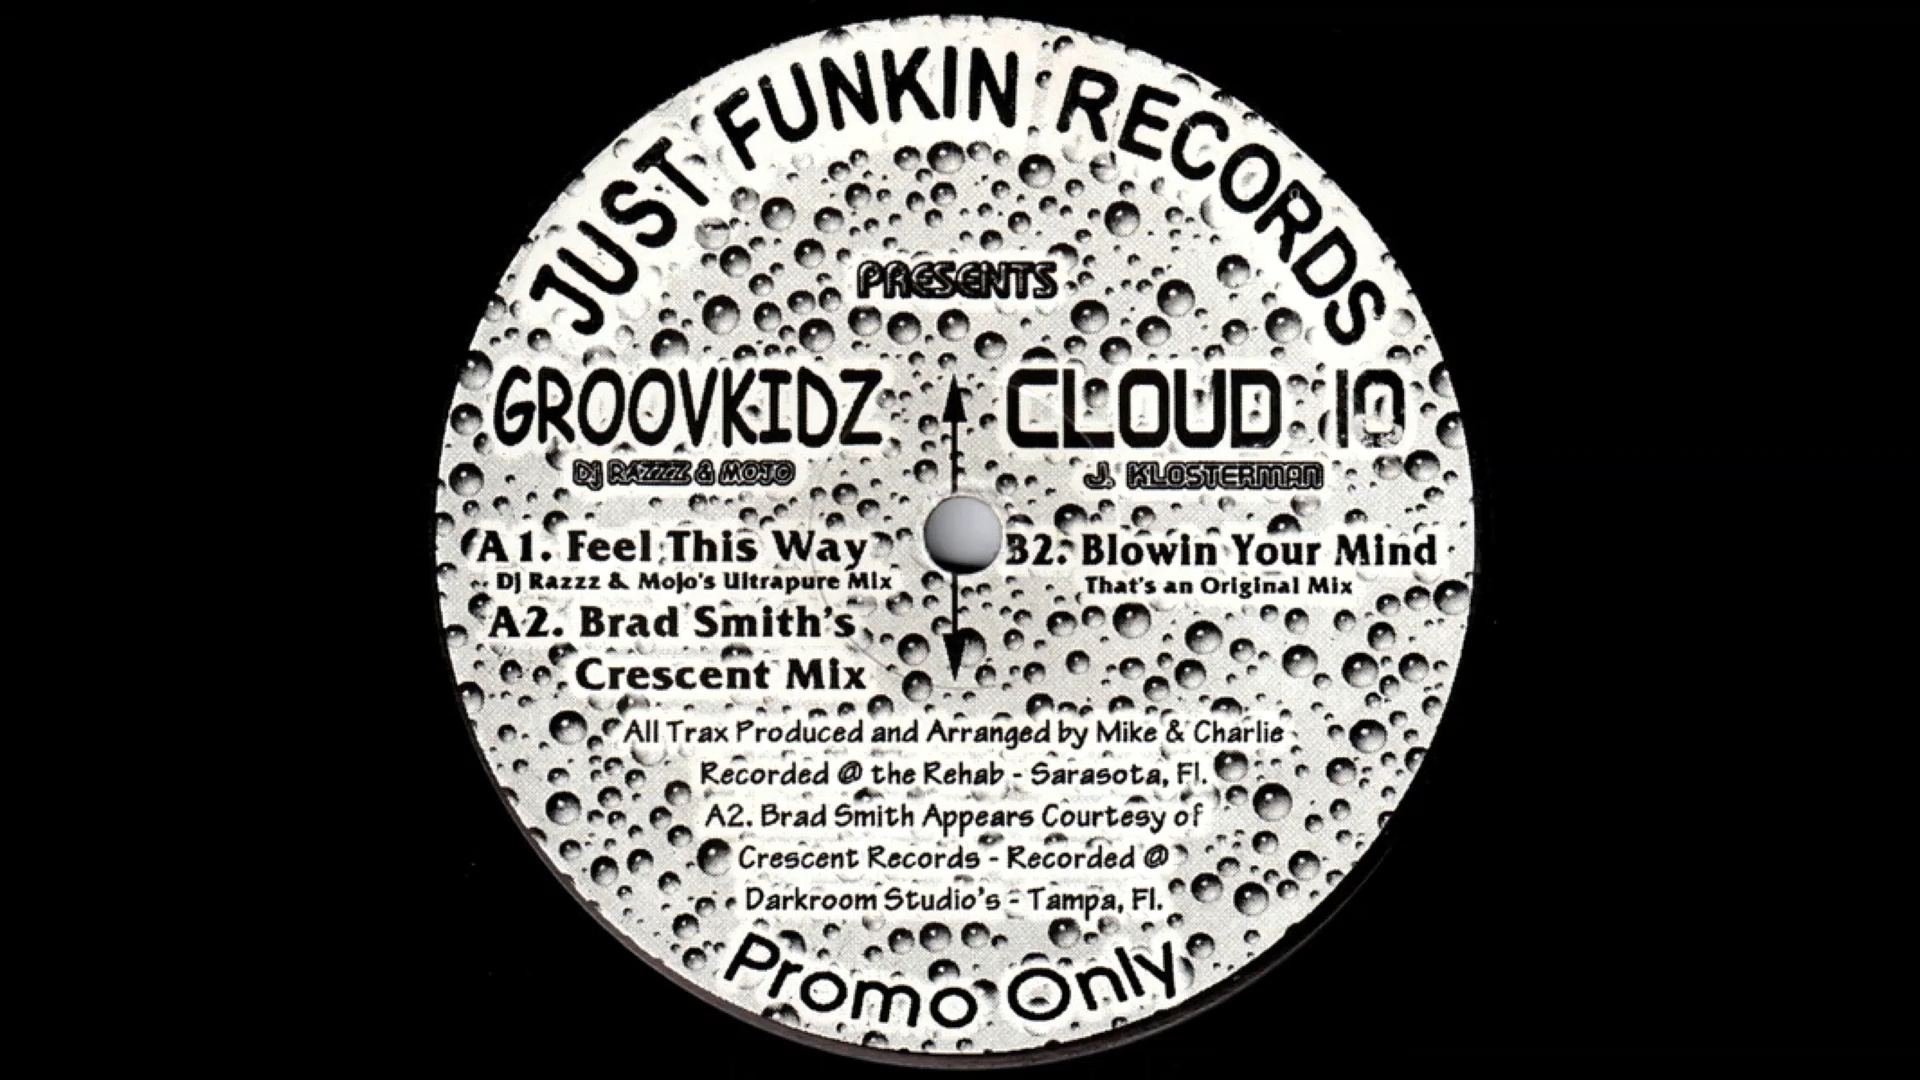 JUST FUNKIN RECORDS
PRESENTS
GROOVKIDZ
Dj RAZZZ & MOJO
A1. Feel This Way
Dj Razzz & Mojo's Ultrapure Mix
A2. Brad Smith's
Crescent Mix
CLOUD 10
J. KLOSTERMAN
B2. Blowin Your Mind
That's an Original Mix
All Trax Produced and Arranged by Mike & Charlie
Recorded @ the Rehab - Sarasota, Fl.
A2. Brad Smith Appears Courtesy of
Crescent Records - Recorded @
Darkroom Studio's - Tampa, Fl.
Promo Only